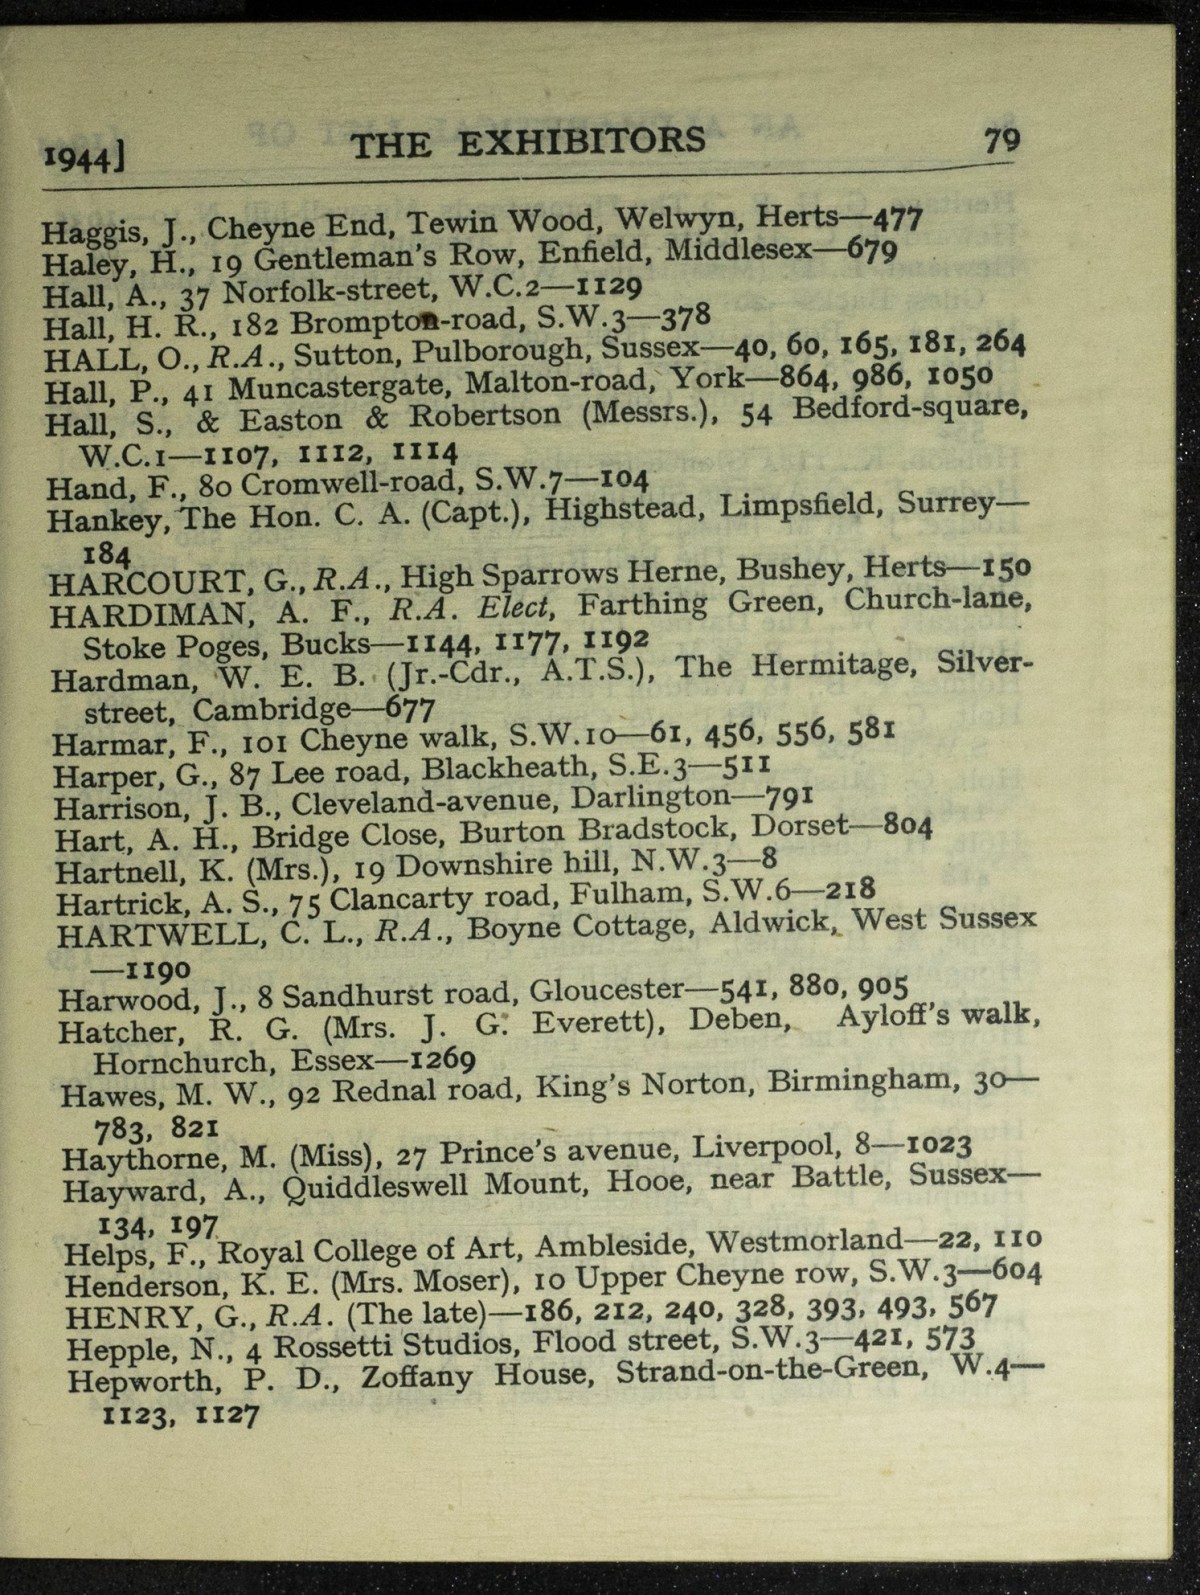 1944] THE EXHIBITORS 79
Haggis, J., Cheyne End, Tewin Wood, Welwyn, Herts—477
Haley, H., 19 Gentleman's Row, Enfield, Middlesex—679
Hall, A., 37 Norfolk-street, W.C.2—1129
Hall, H. R., 182 Brompton-road, S.W.3—378
HALL, O., R.A., Sutton, Pulborough, Sussex—40, 60, 165, 181, 264
Hall, P., 41 Muncastergate, Malton-road, York—864, 986, 1050
Hall, S., & Easton & Robertson (Messrs.), 54 Bedford-square,
W.C.1—1107, 1112, 1114
Hand, F., 80 Cromwell-road, S.W.7—104
Hankey, The Hon. C. A. (Capt.), Highstead, Limpsfield, Surrey—
184
HARCOURT, G., R.A., High Sparrows Herne, Bushey, Herts—150
HARDIMAN, A. F., R.A. Elect, Farthing Green, Church-lane,
Stoke Poges, Bucks—1144, 1177, 1192
Hardman, W. E. B. (Jr.-Cdr., A.T.S.), The Hermitage, Silver-
street, Cambridge—677
Harmar, F., 101 Cheyne walk, S.W.10—61, 456, 556, 581
Harper, G., 87 Lee road, Blackheath, S.E.3—511
Harrison, J. B., Cleveland-avenue, Darlington—791
Hart, A. H., Bridge Close, Burton Bradstock, Dorset—804
Hartnell, K. (Mrs.), 19 Downshire hill, N.W.3—8
Hartrick, A. S., 75 Clancarty road, Fulham, S.W.6—218
HARTWELL, C. L., R.A., Boyne Cottage, Aldwick, West Sussex
—1190
Harwood, J., 8 Sandhurst road, Gloucester—541, 880, 905
Hatcher, R. G. (Mrs. J. G. Everett), Deben, Ayloff's walk,
Hornchurch, Essex—1269
Hawes, M. W., 92 Rednal road, King's Norton, Birmingham, 30—
783, 821
Haythorne, M. (Miss), 27 Prince's avenue, Liverpool, 8—1023
Hayward, A., Quiddleswell Mount, Hooe, near Battle, Sussex—
134, 197
Helps, F., Royal College of Art, Ambleside, Westmorland—22, 110
Henderson, K. E. (Mrs. Moser), 10 Upper Cheyne row, S.W.3—604
HENRY, G., R.A. (The late)—186, 212, 240, 328, 393, 493, 567
Hepple, N., 4 Rossetti Studios, Flood street, S.W.3—421, 573
Hepworth, P. D., Zoffany House, Strand-on-the-Green, W.4—
1123, 1127